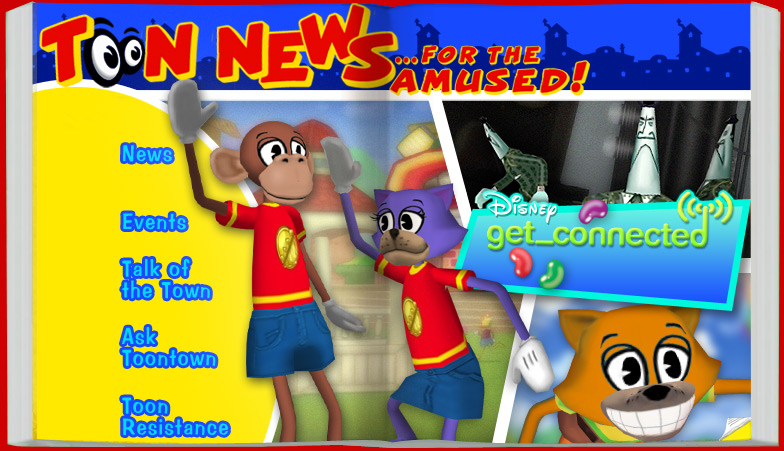 TOON NEWS
...FOR THE
AMUSED!
News
Events
Talk of
the Town
Ask
Toontown
Toon
Resistance
Disney
get_connected